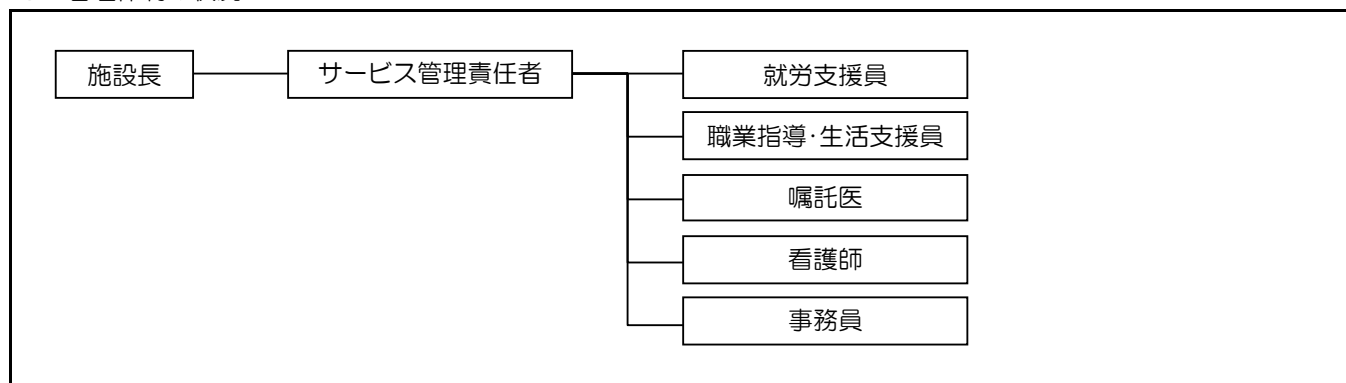 施設長
サービス管理責任者
就労支援員
職業指導・生活支援員
嘱託医
看護師
事務員